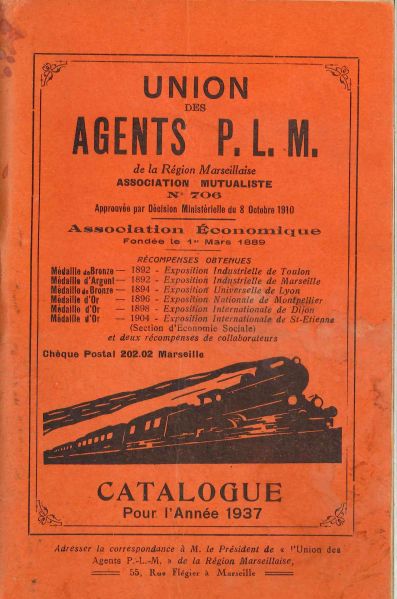 UNION
DES
AGENTS P. L. M.
de la Région Marseillaise
ASSOCIATION MUTUALISTE
N° 706
Approuvée par Décision Ministérielle du 8 Octobre 1910
Association Économique
Fondée le 1er Mars 1889
RÉCOMPENSES OBTENUES
Médaille de Bronze — 1892 - Exposition Industrielle de Toulon
Médaille d'Argent — 1892 - Exposition Industrielle de Marseille
Médaille de Bronze — 1894 - Exposition Universelle de Lyon
Médaille d'Or — 1896 - Exposition Nationale de Montpellier
Médaille d'Or — 1898 - Exposition Internationale de Dijon
Médaille d'Or — 1904 - Exposition Internationale de St-Etienne
(Section d'Economie Sociale)
et deux récompenses de collaborateurs
Chèque Postal 202.02 Marseille
CATALOGUE
Pour l'Année 1937
Adresser la correspondance à M. le Président de « l'Union des
Agents P.-L.-M. » de la Région Marseillaise,
55, Rue Flégier à Marseille